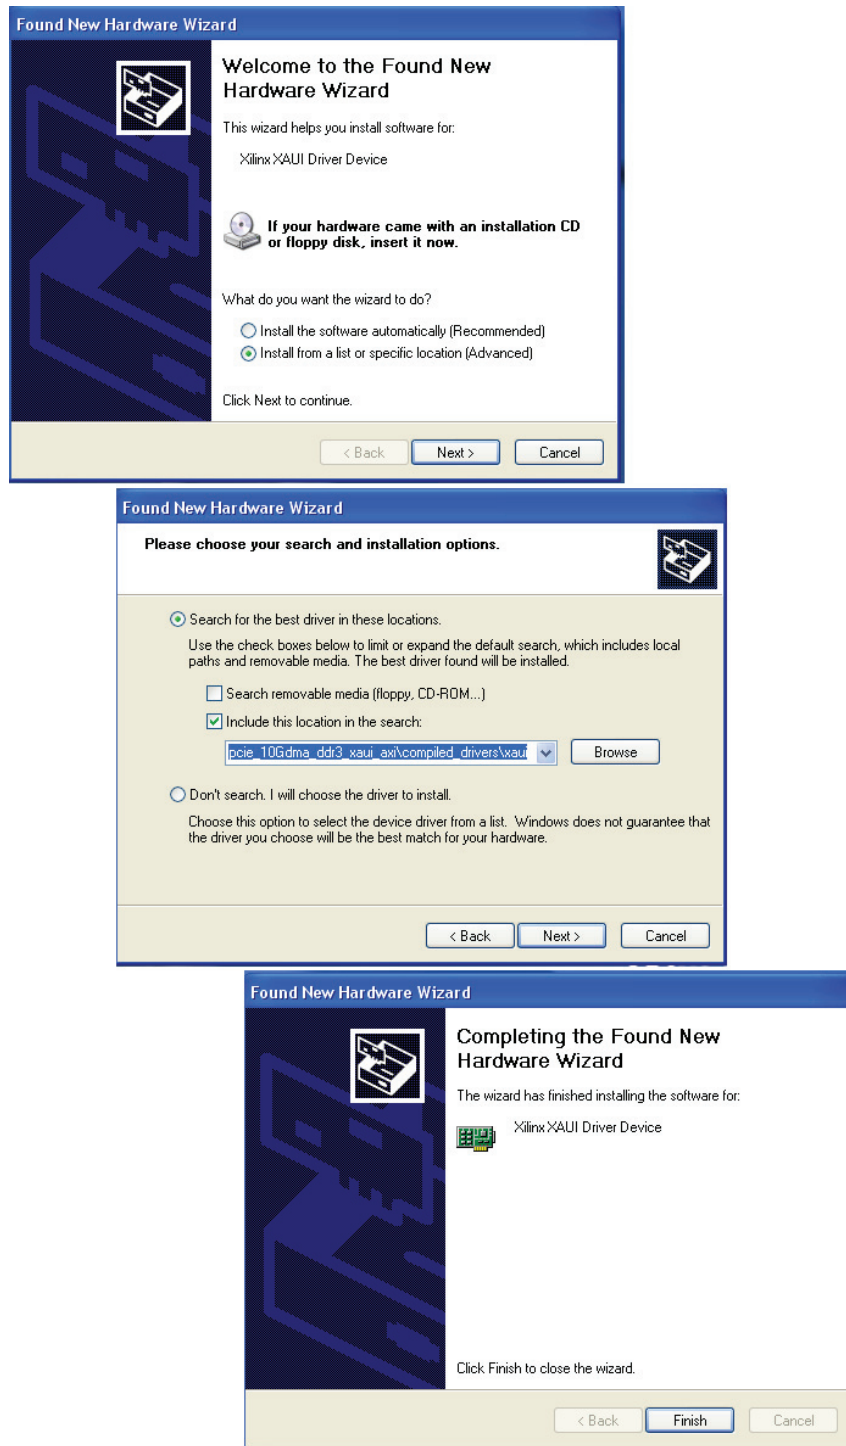 Found New Hardware Wizard
Welcome to the Found New
Hardware Wizard
This wizard helps you install software for:
Xilinx XAUI Driver Device
If your hardware came with an installation CD
or floppy disk, insert it now.
What do you want the wizard to do?
Install the software automatically (Recommended)
Install from a list or specific location (Advanced)
Click Next to continue.
< Back Next > Cancel
Found New Hardware Wizard
Please choose your search and installation options.
Search for the best driver in these locations.
Use the check boxes below to limit or expand the default search, which includes local
paths and removable media. The best driver found will be installed.
Search removable media (floppy, CD-ROM...)
Include this location in the search:
pcie_10Gdma_ddr3_xaui_axi\compiled_drivers\xaui Browse
Don't search. I will choose the driver to install.
Choose this option to select the device driver from a list. Windows does not guarantee that
the driver you choose will be the best match for your hardware.
< Back Next > Cancel
Found New Hardware Wizard
Completing the Found New
Hardware Wizard
The wizard has finished installing the software for:
Xilinx XAUI Driver Device
Click Finish to close the wizard.
< Back Finish Cancel